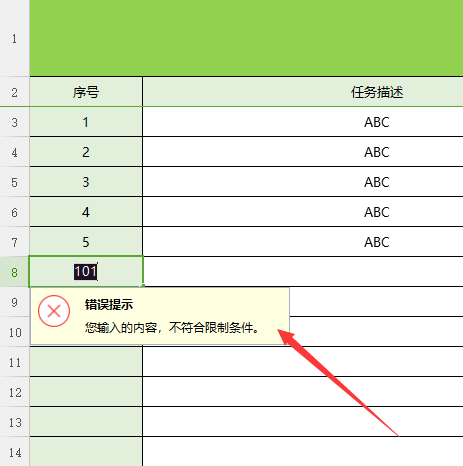 1
2 序号 任务描述
3 1 ABC
4 2 ABC
5 3 ABC
6 4 ABC
7 5 ABC
8 101
9 错误提示
10 您输入的内容，不符合限制条件。
11
12
13
14